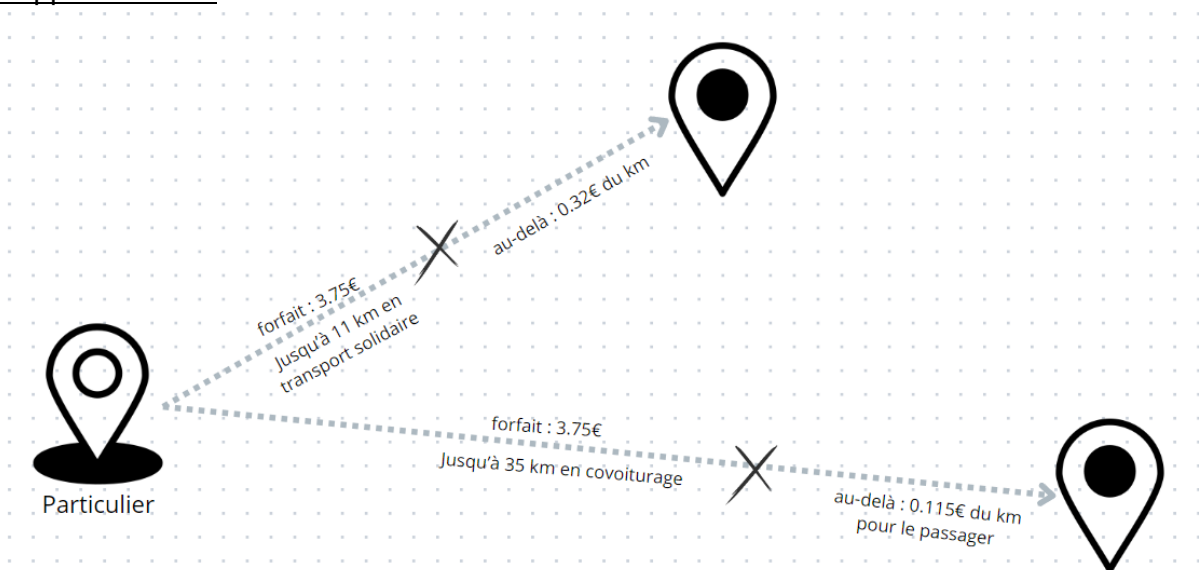 forfait : 3.75€
Jusqu'à 11 km en
transport solidaire
au-delà : 0.32€ du km
forfait : 3.75€
Jusqu'à 35 km en covoiturage
au-delà : 0.115€ du km
pour le passager
Particulier